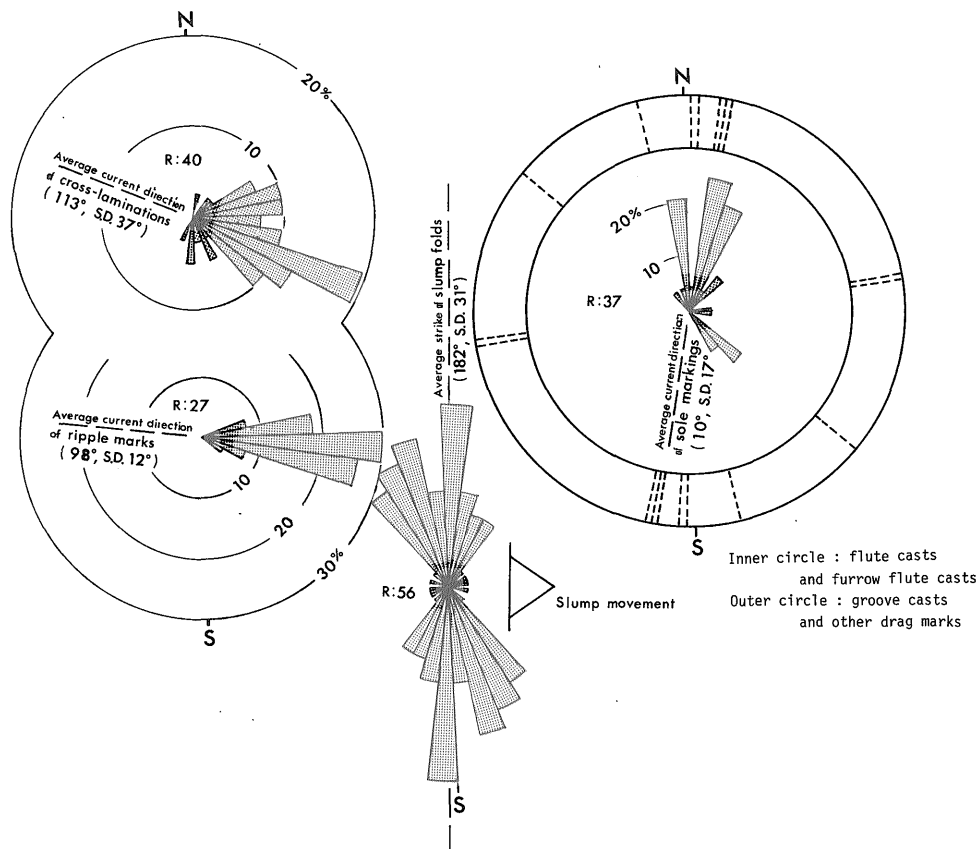 N
20%
10
R:40
Average current direction
of cross-laminations
(113°, S.D. 37°)
R:27
Average current direction
of ripple marks
(98°, S.D. 12°)
10
20
30%
S
Average strike of slump folds
(182°, S.D. 31°)
R:56
Slump movement
S
N
20%
10
R:37
Average current direction
of sole markings
(10°, S.D. 17°)
S
Inner circle : flute casts
and furrow flute casts
Outer circle : groove casts
and other drag marks